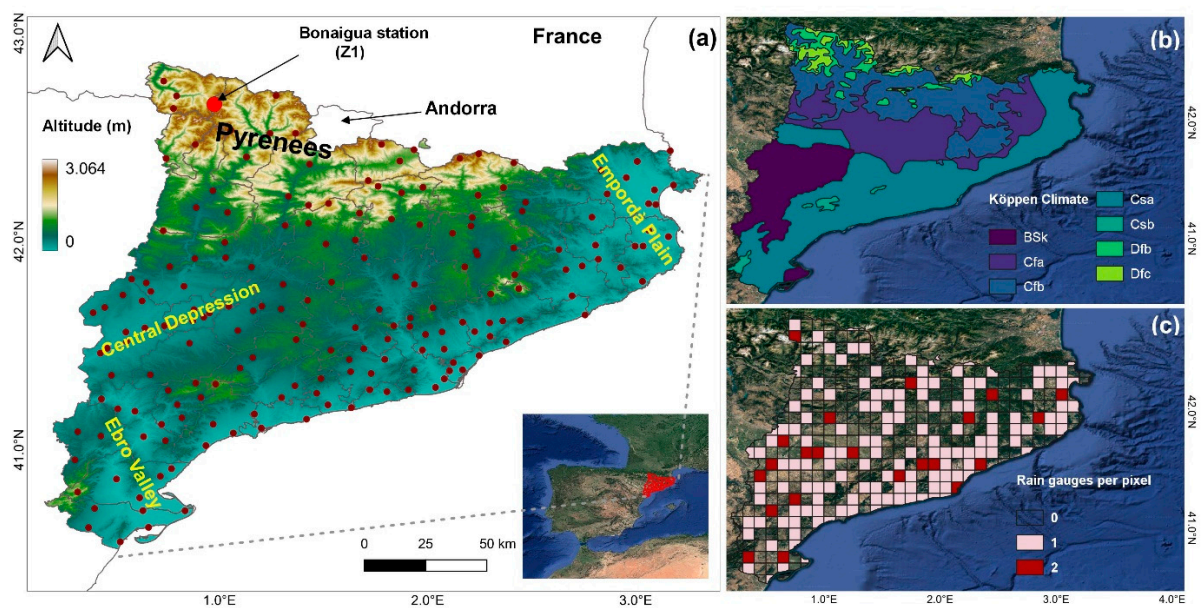 43.0°N
42.0°N
41.0°N
Bonaigua station
(Z1)
France
(a)
Andorra
Altitude (m)
3.064
0
Pyrenees
Empordà Plain
Central Depression
Ebro Valley
0
25
50 km
1.0°E
2.0°E
3.0°E
(b)
42.0°N
41.0°N
Köppen Climate
BSk
Cfa
Cfb
Csa
Csb
Dfb
Dfc
(c)
42.0°N
41.0°N
Rain gauges per pixel
0
1
2
1.0°E
2.0°E
3.0°E
4.0°E